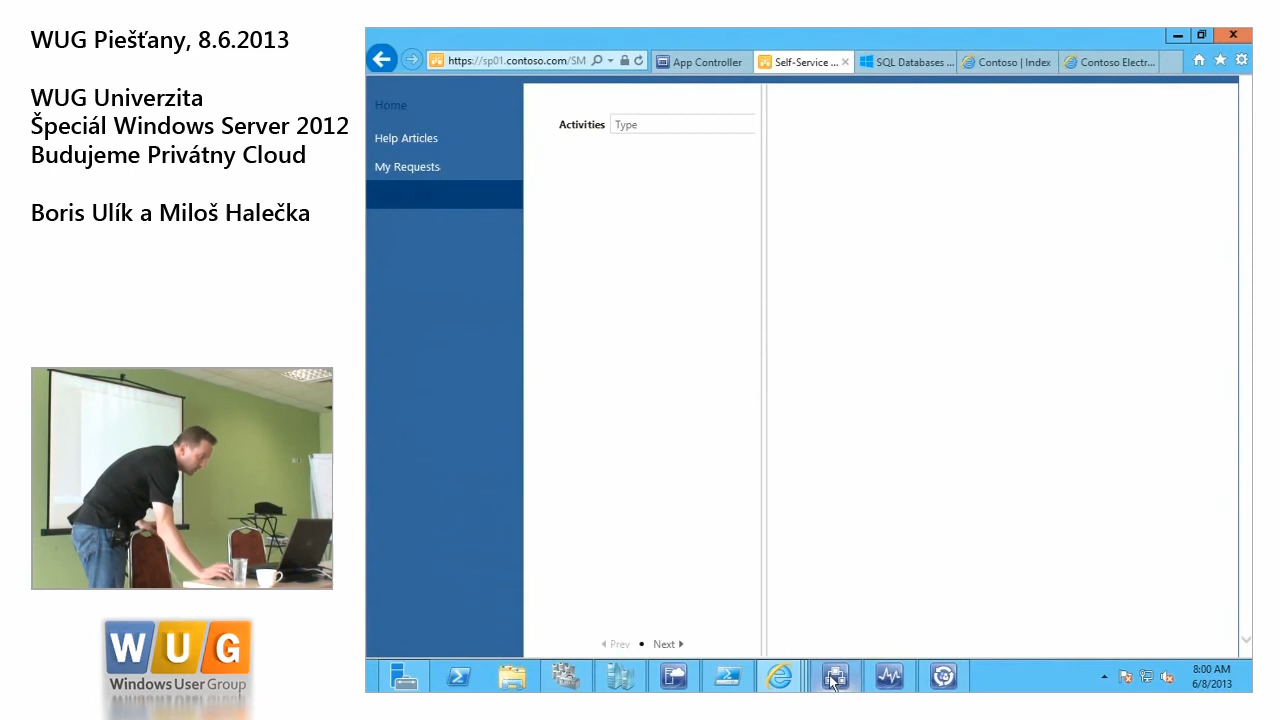 WUG Piešťany, 8.6.2013
WUG Univerzita
Špeciál Windows Server 2012
Budujeme Privátny Cloud
Boris Ulík a Miloš Halečka
WUG
Windows User Group
https://sp01.contoso.com/SM
App Controller
Self-Service ...
SQL Databases ...
Contoso | Index
Contoso Electr...
Home
Help Articles
My Requests
Activities
Type
Prev
Next
8:00 AM
6/8/2013